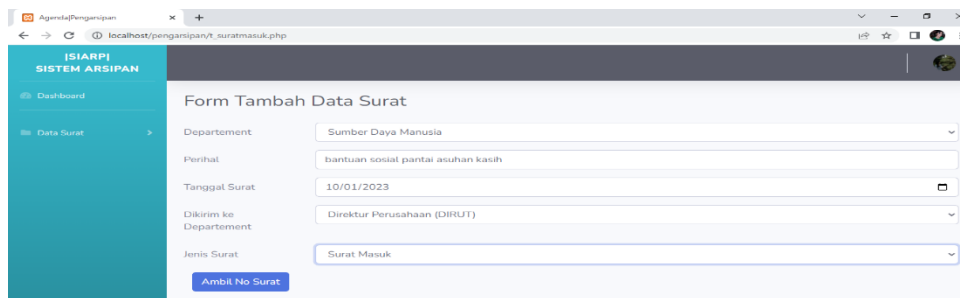 Agenda|Pengarsipan
localhost/pengarsipan/t_suratmasuk.php
|SIARP|
SISTEM ARSIPAN
Dashboard
Data Surat
Form Tambah Data Surat
Departement
Sumber Daya Manusia
Perihal
bantuan sosial pantai asuhan kasih
Tanggal Surat
10/01/2023
Dikirim ke
Departement
Direktur Perusahaan (DIRUT)
Jenis Surat
Surat Masuk
Ambil No Surat